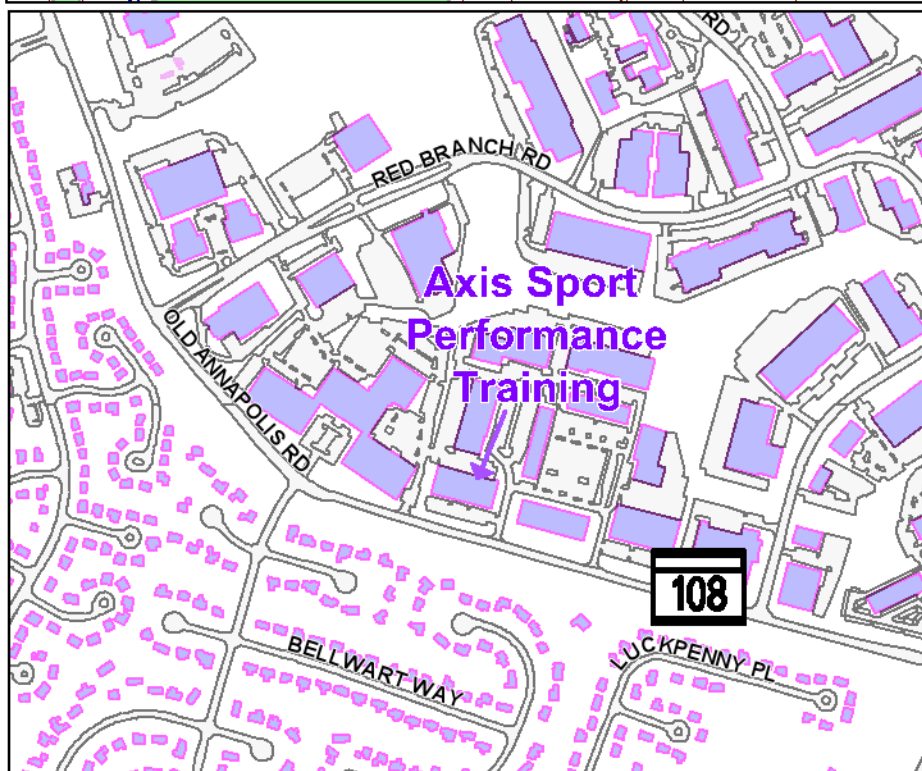 RD
RED BRANCH RD
Axis Sport
Performance
Training
OLD ANNAPOLIS RD
108
BELLWART WAY
LUCKPENNY PL